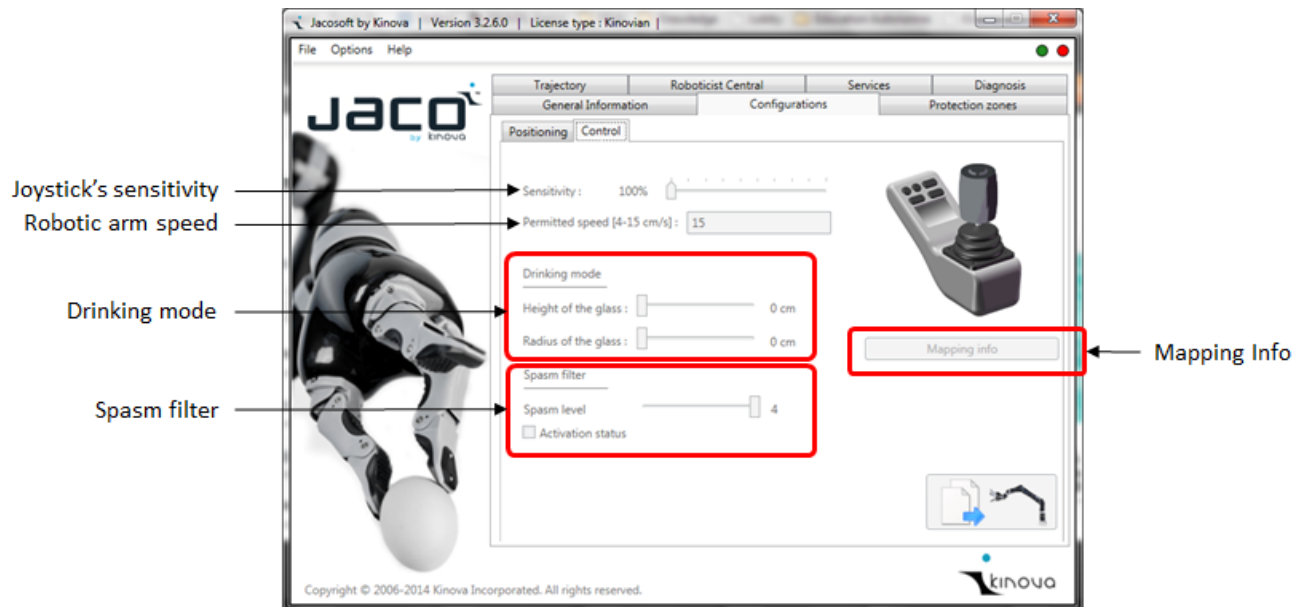 Jacosoft by Kinova | Version 3.2.6.0 | License type : Kinovian |
File Options Help
Trajectory Roboticist Central Services Diagnosis
General Information Configurations Protection zones
Jaco
by kinova
Positioning Control
Joystick's sensitivity
Sensitivity : 100%
Robotic arm speed
Permitted speed [4-15 cm/s] : 15
Drinking mode
Drinking mode
Height of the glass : 0 cm
Radius of the glass : 0 cm
Mapping info
Mapping Info
Spasm filter
Spasm filter
Spasm level 4
Activation status
kinova
Copyright © 2006-2014 Kinova Incorporated. All rights reserved.